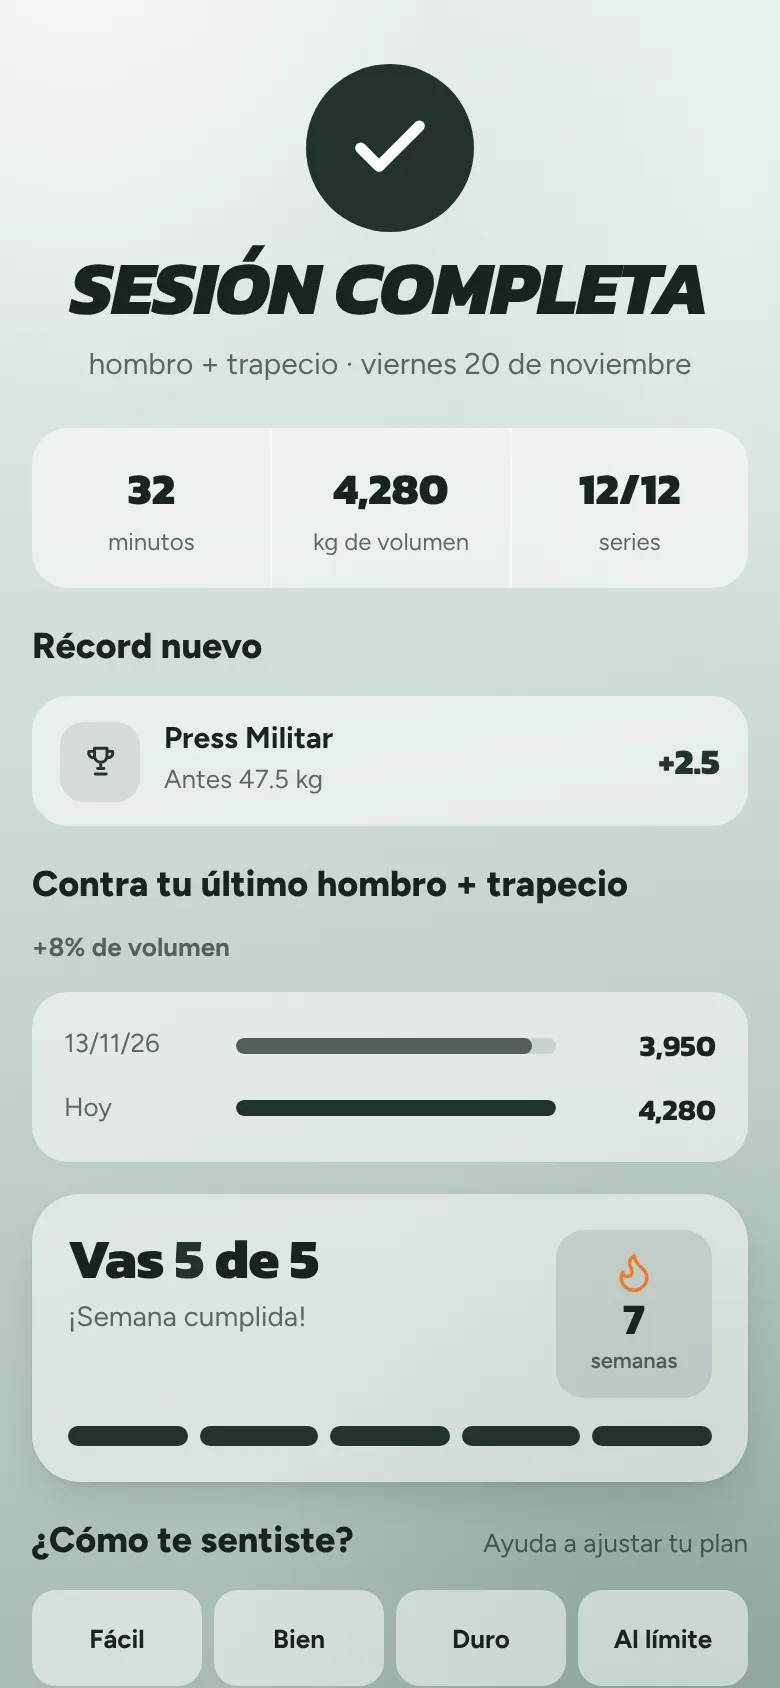 SESIÓN COMPLETA
hombro + trapecio · viernes 20 de noviembre
32
minutos
4,280
kg de volumen
12/12
series
Récord nuevo
Press Militar
Antes 47.5 kg
+2.5
Contra tu último hombro + trapecio
+8% de volumen
13/11/26
3,950
Hoy
4,280
Vas 5 de 5
¡Semana cumplida!
7
semanas
¿Cómo te sentiste?
Ayuda a ajustar tu plan
Fácil
Bien
Duro
Al límite